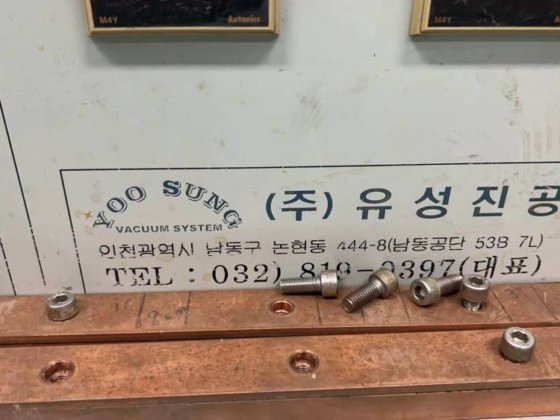 M4Y Autonics M4Y Autonics
YOO SUNG
VACUUM SYSTEM
(주) 유성진공
인천광역시 남동구 논현동 444-8(남동공단 53B 7L)
TEL : 032) 819-0397(대표)